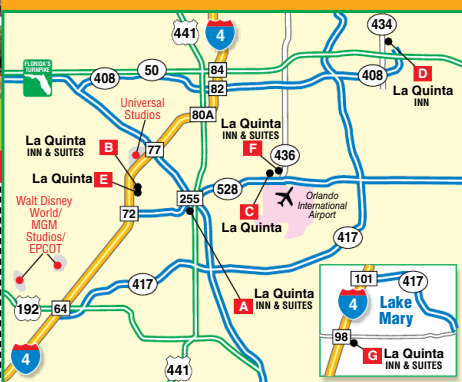 441
4
434
FLORIDA'S
TURNPIKE
408
50
84
82
408
D
La Quinta
INN
Universal
Studios
80A
La Quinta
INN & SUITES
B
77
La Quinta
INN & SUITES
F
436
La Quinta
E
528
255
72
C
La Quinta
Orlando
International
Airport
Walt Disney
World/
MGM
Studios/
EPCOT
417
417
A
La Quinta
INN & SUITES
192
64
4
441
101
417
4
Lake
Mary
98
G
La Quinta
INN & SUITES